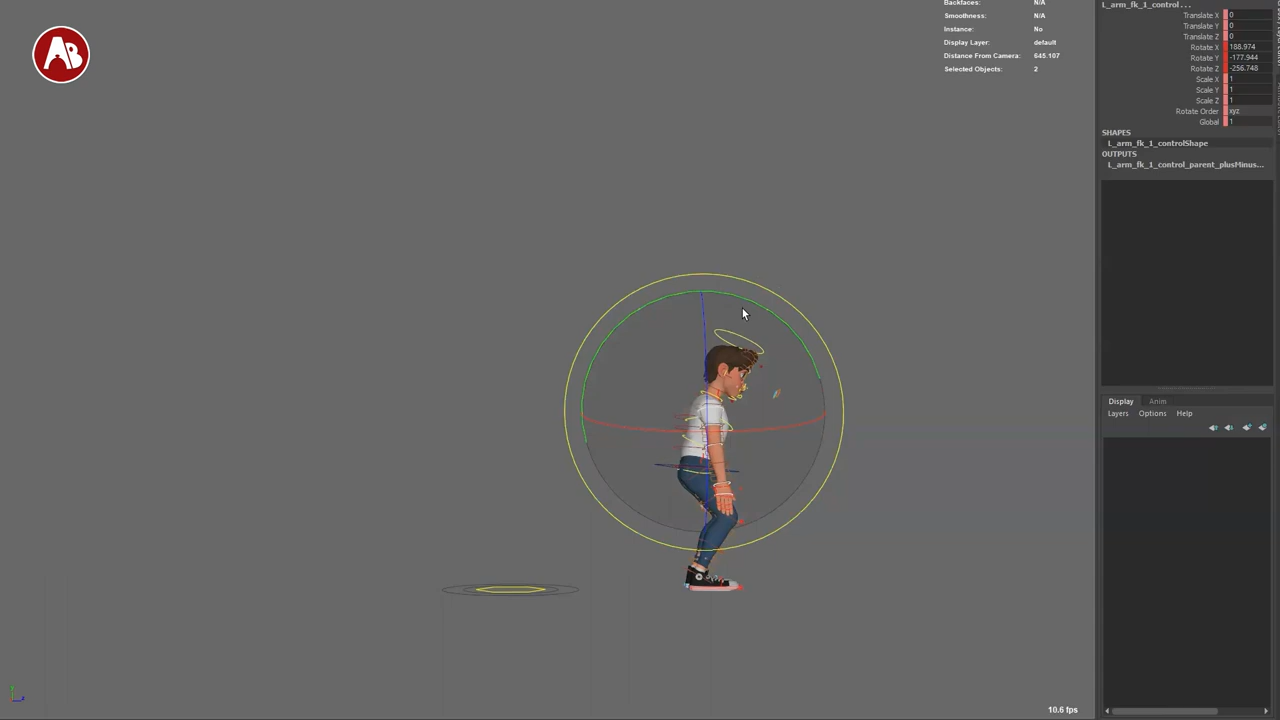 AB
Backfaces: N/A
Smoothness: N/A
Instance: No
Display Layer: default
Distance From Camera: 645.107
Selected Objects: 2
L_arm_fk_1_control...
Translate X 0
Translate Y 0
Translate Z 0
Rotate X 188.974
Rotate Y -177.944
Rotate Z -256.748
Scale X 1
Scale Y 1
Scale Z 1
Rotate Order xyz
Global 1
SHAPES
L_arm_fk_1_controlShape
OUTPUTS
L_arm_fk_1_control_parent_plusMinus...
Display Anim
Layers Options Help
10.6 fps